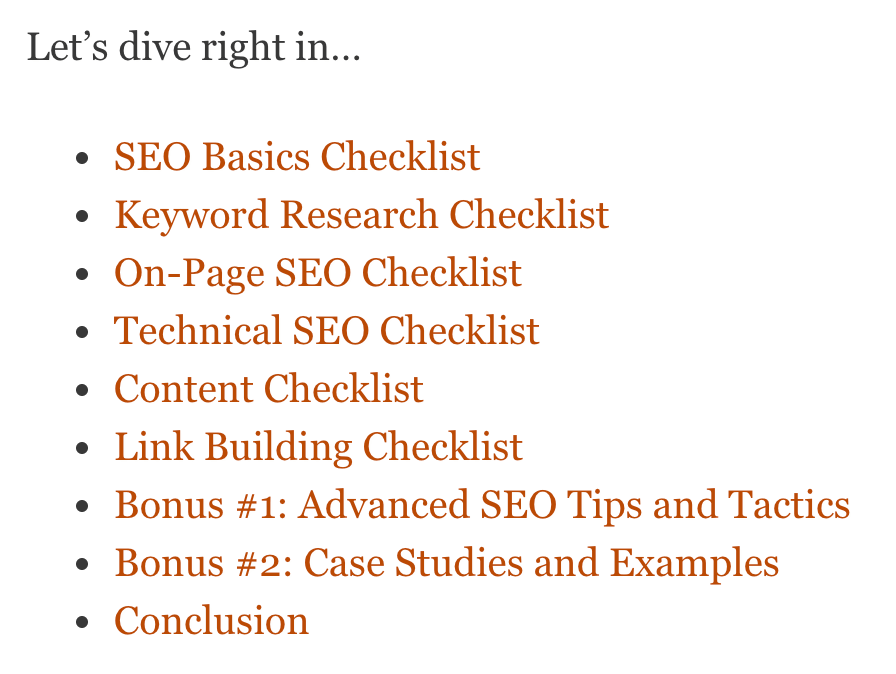 Let’s dive right in…
• SEO Basics Checklist
• Keyword Research Checklist
• On-Page SEO Checklist
• Technical SEO Checklist
• Content Checklist
• Link Building Checklist
• Bonus #1: Advanced SEO Tips and Tactics
• Bonus #2: Case Studies and Examples
• Conclusion